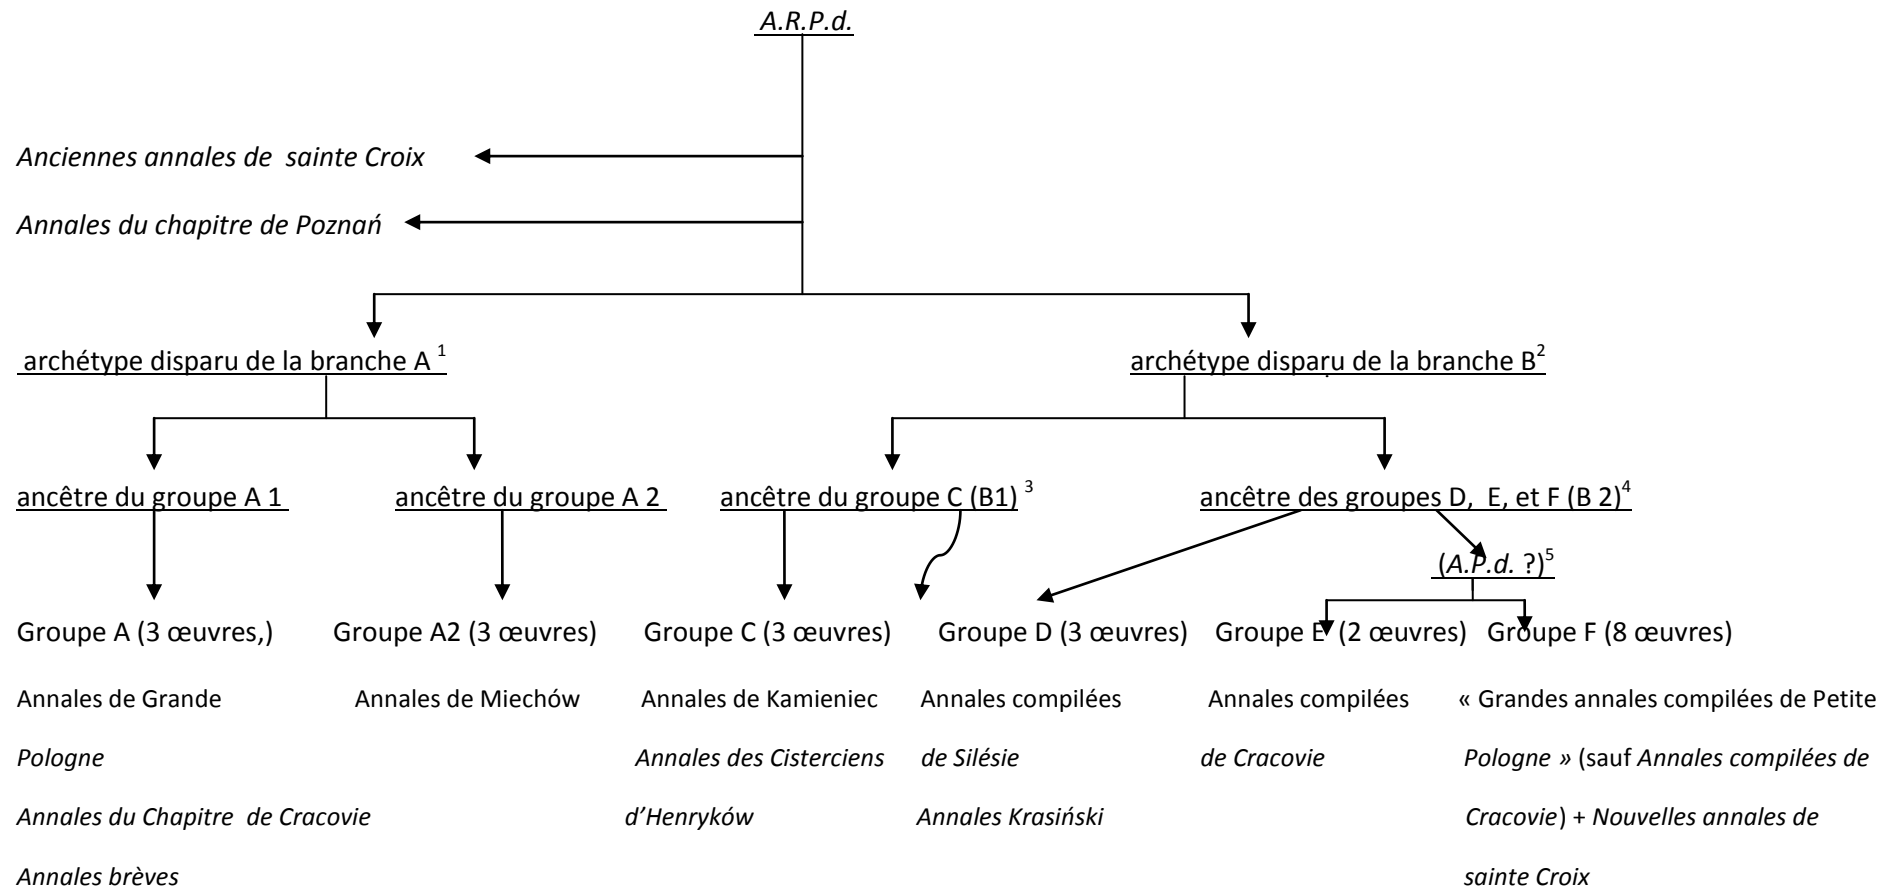 A.R.P.d.
Anciennes annales de sainte Croix
Annales du chapitre de Poznań
archétype disparu de la branche A 1
archétype disparu de la branche B2
ancêtre du groupe A 1
ancêtre du groupe A 2
ancêtre du groupe C (B1) 3
ancêtre des groupes D, E, et F (B 2)4
(A.P.d. ?)5
Groupe A (3 œuvres,)
Groupe A2 (3 œuvres)
Groupe C (3 œuvres)
Groupe D (3 œuvres)
Groupe E (2 œuvres)
Groupe F (8 œuvres)
Annales de Grande
Pologne
Annales du Chapitre de Cracovie
Annales brèves
Annales de Miechów
Annales de Kamieniec
Annales des Cisterciens
d’Henryków
Annales compilées
de Silésie
Annales Krasiński
Annales compilées
de Cracovie
« Grandes annales compilées de Petite
Pologne » (sauf Annales compilées de
Cracovie) + Nouvelles annales de
sainte Croix